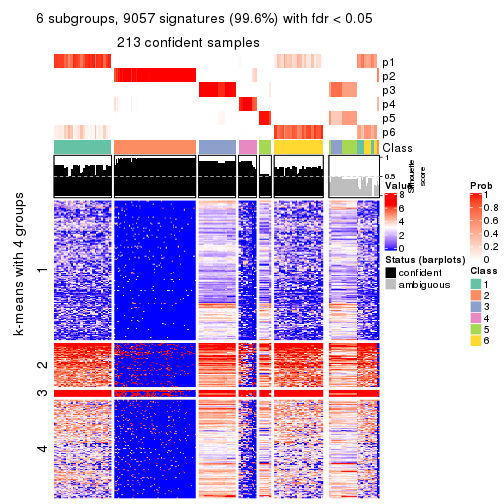 6 subgroups, 9057 signatures (99.6%) with fdr < 0.05
213 confident samples
p1
p2
p3
p4
p5
p6
Class
1
0.5
0
Silhouette
score
k-means with 4 groups
1
2
3
4
Value
8
6
4
2
0
Status (barplots)
confident
ambiguous
Prob
1
0.8
0.6
0.4
0.2
0
Class
1
2
3
4
5
6